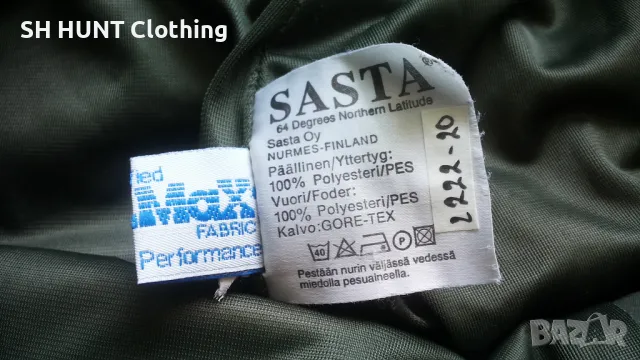 SH HUNT Clothing
SASTA
64 Degrees Northern Latitude
Sasta Oy
NURMES-FINLAND
Päällinen/Yttertyg:
100% Polyesteri/PES
Vuori/Foder:
100% Polyesteri/PES
Kalvo:GORE-TEX
40 A P
Pestään nurin väljässä vedessä
miedolla pesuaineella.
2222-20
FABRIC
Performance
BAZAR
bg